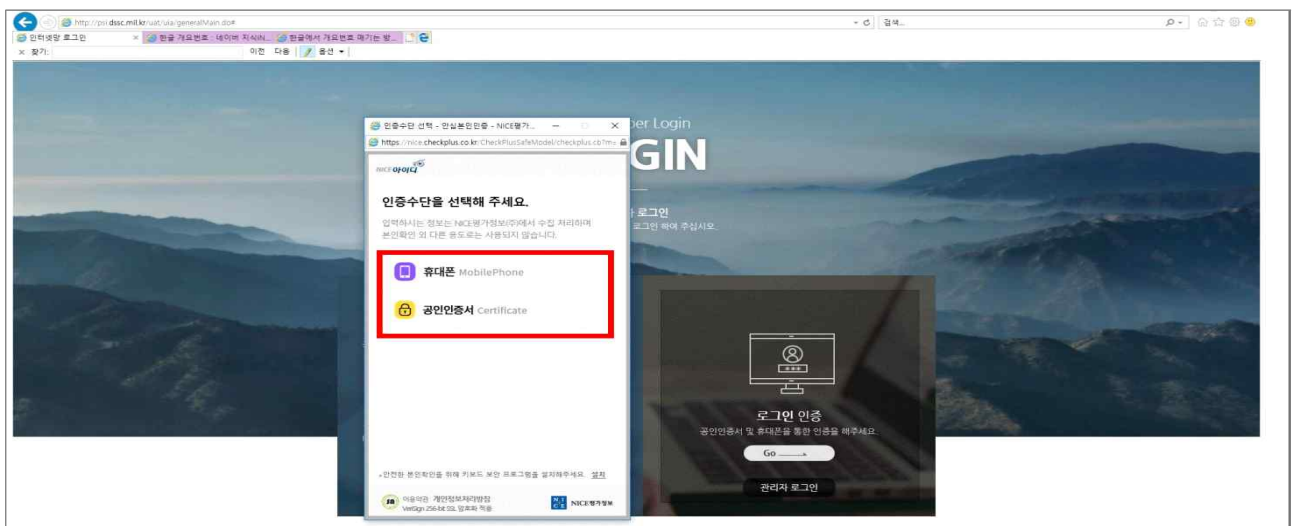 http://psi.dssc.mil.kr/uat/uia/generalMain.do#
검색...
인터넷망 로그인
한글 개요번호 : 네이버 지식iN...
한글에서 개요번호 매기는 방...
찾기:
이전 다음 옵션
인증수단 선택 - 안심본인인증 - NICE평가...
https://nice.checkplus.co.kr/CheckPlusSafeModel/checkplus.cb?m=
ber Login
GIN
NICE아이디
인증수단을 선택해 주세요.
로그인
입력하시는 정보는 NICE평가정보(주)에서 수집 처리하며
로그인 하여 주십시오.
본인확인 외 다른 용도로는 사용되지 않습니다.
휴대폰 MobilePhone
공인인증서 Certificate
로그인 인증
공인인증서 및 휴대폰을 통한 인증을 해주세요.
Go
안전한 본인확인을 위해 키보드 보안 프로그램을 설치해주세요. 설치
관리자 로그인
이용약관 개인정보처리방침
VeriSign 256-bit SSL 암호화 적용
NICE평가정보